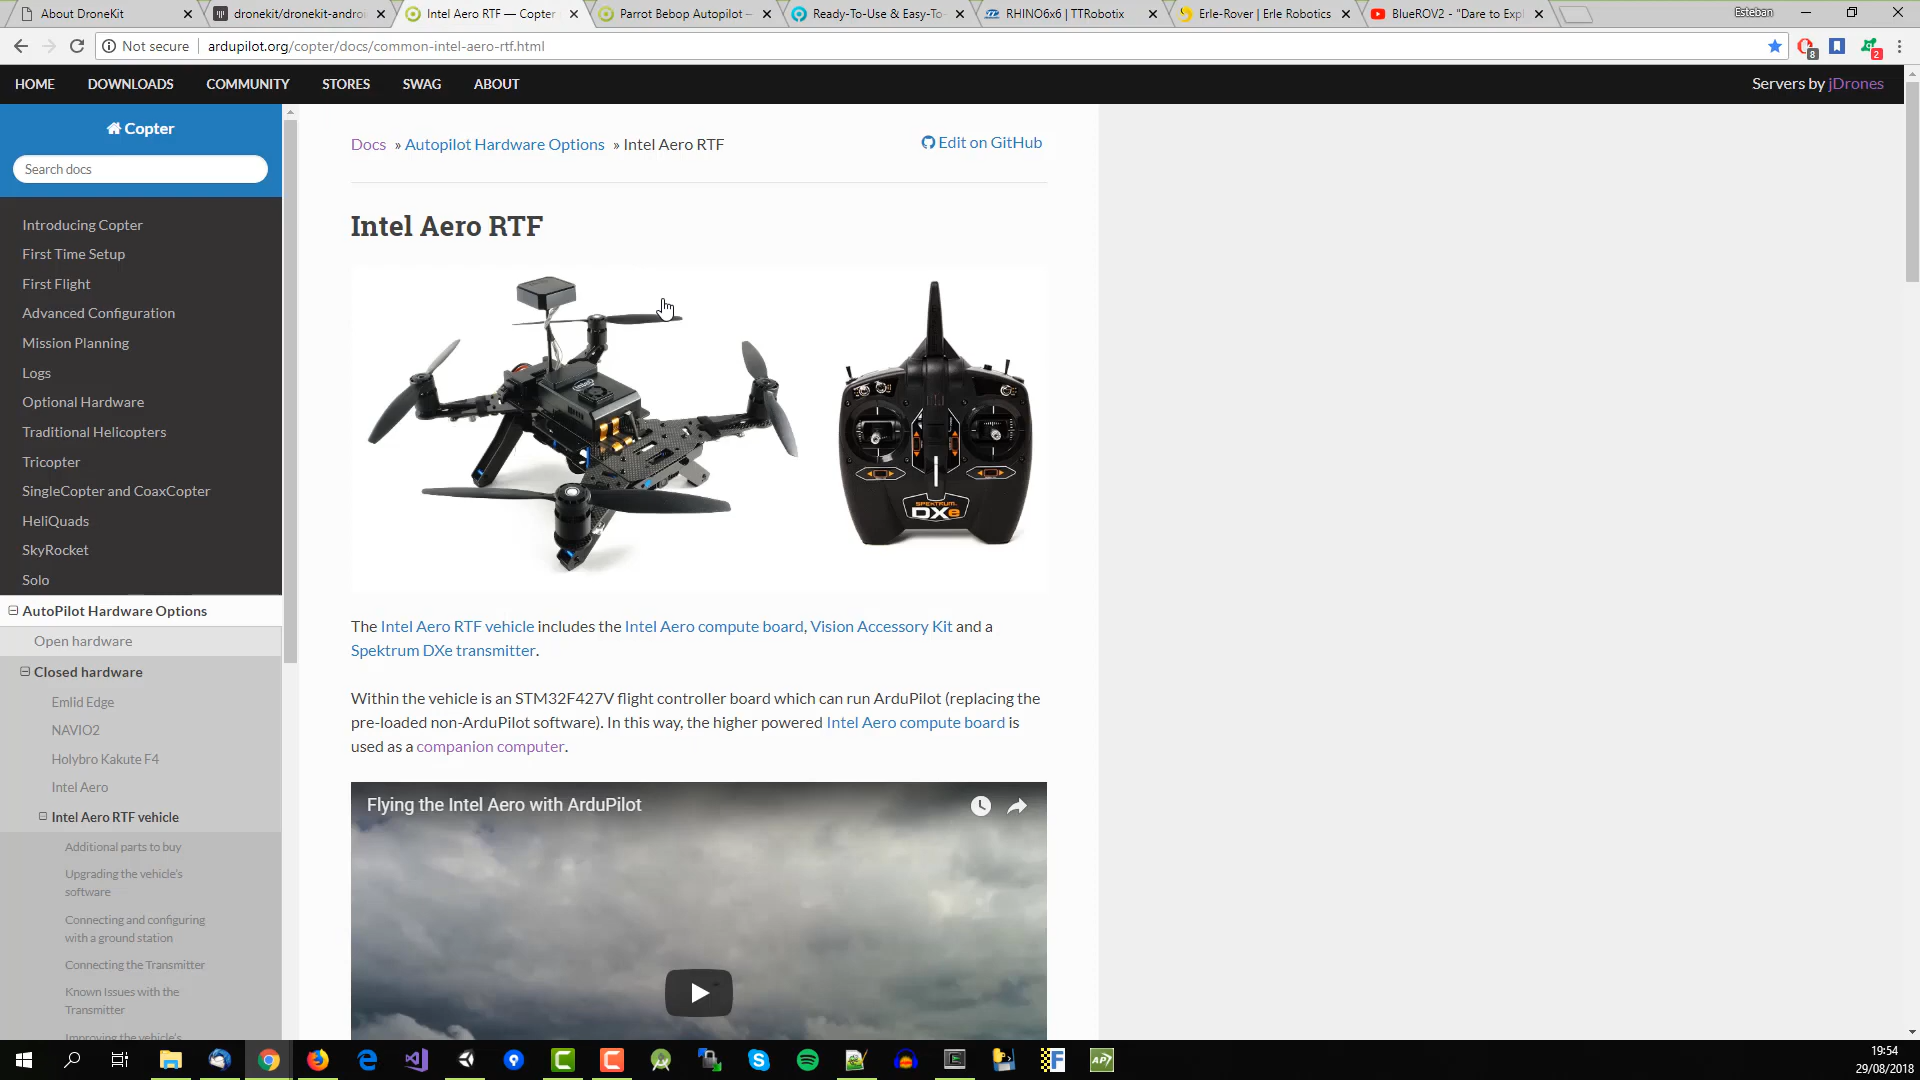 About DroneKit
dronekit/dronekit-androi
Intel Aero RTF — Copter
Parrot Bebop Autopilot —
Ready-To-Use & Easy-To-
RHINO6x6 | TTRobotix
Erle-Rover | Erle Robotics
BlueROV2 - "Dare to Expl
Esteban
Not secure
ardupilot.org/copter/docs/common-intel-aero-rtf.html
8
2
HOME DOWNLOADS COMMUNITY STORES SWAG ABOUT
Servers by jDrones
Copter
Search docs
Introducing Copter
First Time Setup
First Flight
Advanced Configuration
Mission Planning
Logs
Optional Hardware
Traditional Helicopters
Tricopter
SingleCopter and CoaxCopter
HeliQuads
SkyRocket
Solo
AutoPilot Hardware Options
Open hardware
Closed hardware
Emlid Edge
NAVIO2
Holybro Kakute F4
Intel Aero
Intel Aero RTF vehicle
Additional parts to buy
Upgrading the vehicle's
software
Connecting and configuring
with a ground station
Connecting the Transmitter
Known Issues with the
Transmitter
Improving the vehicle's
Docs » Autopilot Hardware Options » Intel Aero RTF
Edit on GitHub
Intel Aero RTF
SPEKTRUM
DXe
The Intel Aero RTF vehicle includes the Intel Aero compute board, Vision Accessory Kit and a
Spektrum DXe transmitter.
Within the vehicle is an STM32F427V flight controller board which can run ArduPilot (replacing the
pre-loaded non-ArduPilot software). In this way, the higher powered Intel Aero compute board is
used as a companion computer.
Flying the Intel Aero with ArduPilot
19:54
29/08/2018